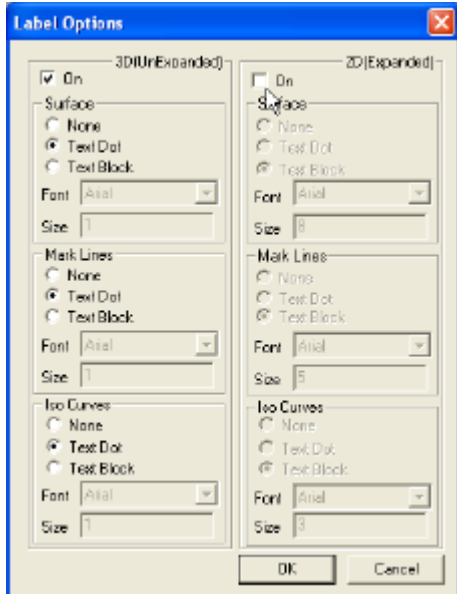 Label Options
3D(UnExpanded)
On
Surface
None
Text Dot
Text Block
Font Arial
Size 1
Mark Lines
None
Text Dot
Text Block
Font Arial
Size 1
Iso Curves
None
Text Dot
Text Block
Font Arial
Size 1
2D(Expanded)
On
Surface
None
Text Dot
Text Block
Font Arial
Size 8
Mark Lines
None
Text Dot
Text Block
Font Arial
Size 5
Iso Curves
None
Text Dot
Text Block
Font Arial
Size 3
OK Cancel